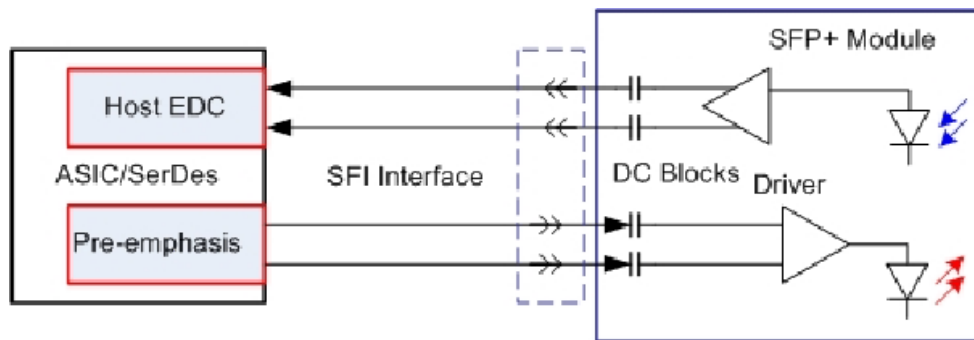 SFP+ Module
Host EDC
ASIC/SerDes
SFI Interface
DC Blocks
Driver
Pre-emphasis